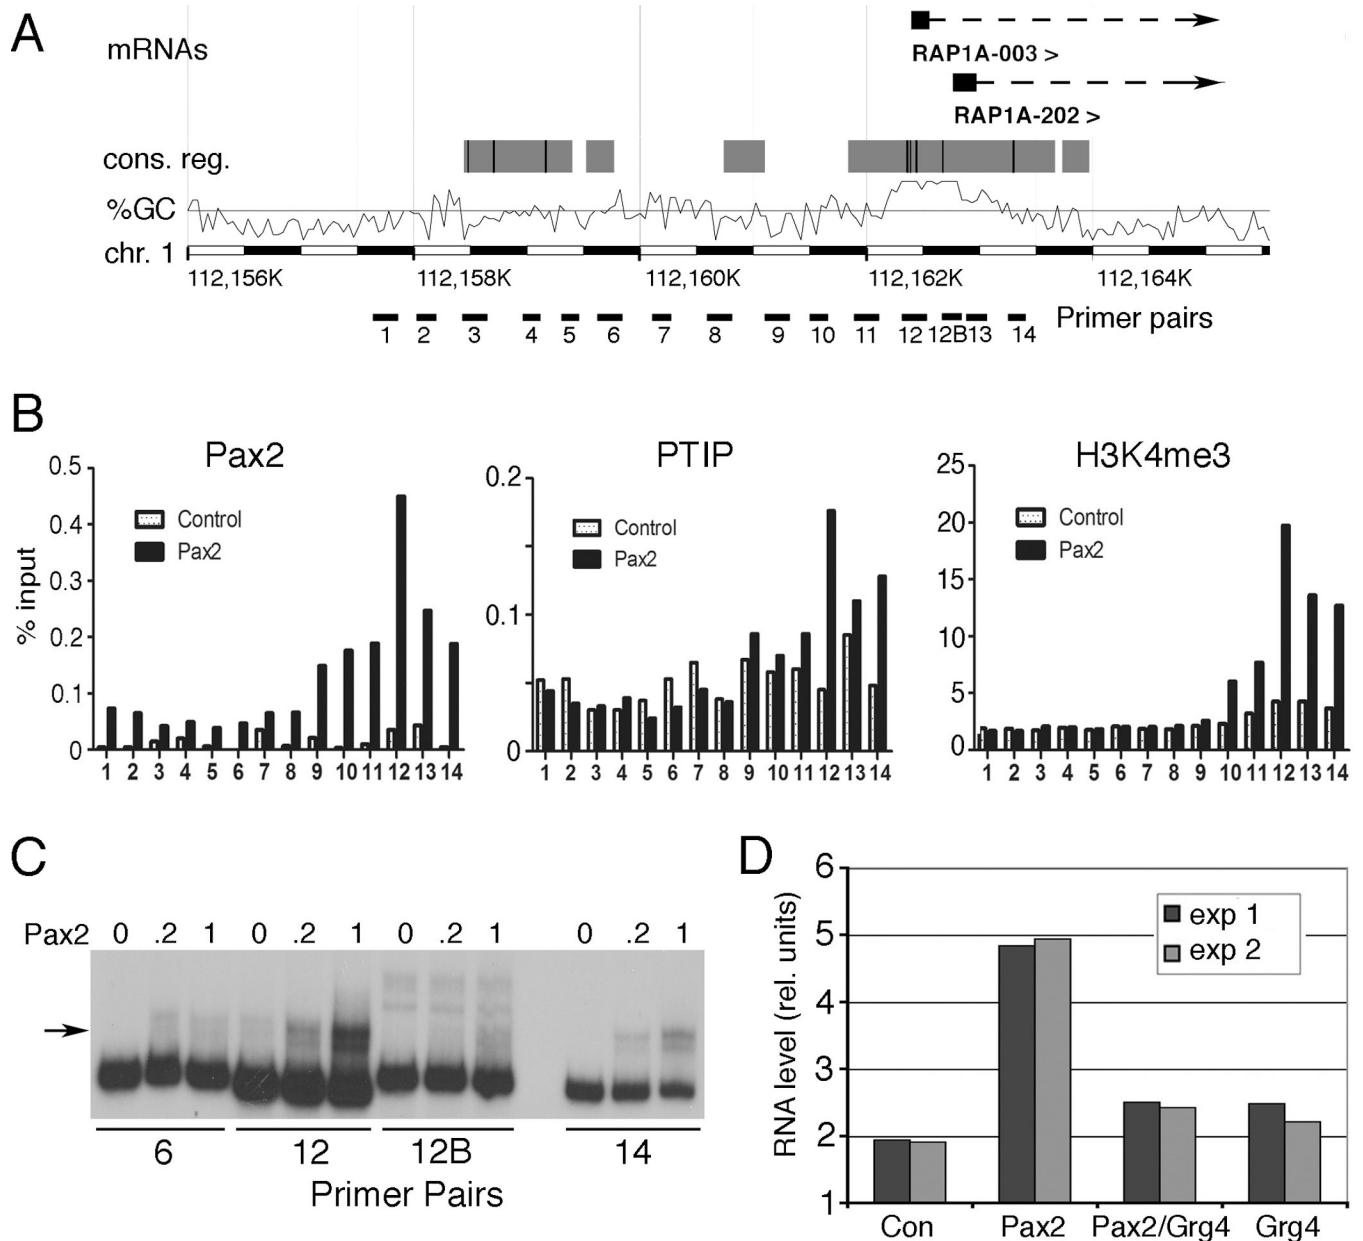 A
mRNAs
RAP1A-003 >
RAP1A-202 >
cons. reg.
%GC
chr. 1
112,156K 112,158K 112,160K 112,162K 112,164K
1 2 3 4 5 6 7 8 9 10 11 12 12B 13 14 Primer pairs
B
Pax2
% input
0.5
0.4
0.3
0.2
0.1
0
Control
Pax2
1 2 3 4 5 6 7 8 9 10 11 12 13 14
PTIP
0.2
0.1
0
Control
Pax2
1 2 3 4 5 6 7 8 9 10 11 12 13 14
H3K4me3
25
20
15
10
5
0
Control
Pax2
1 2 3 4 5 6 7 8 9 10 11 12 13 14
C
Pax2 0 .2 1 0 .2 1 0 .2 1 0 .2 1
6 12 12B 14
Primer Pairs
D
RNA level (rel. units)
6
5
4
3
2
1
exp 1
exp 2
Con Pax2 Pax2/Grg4 Grg4